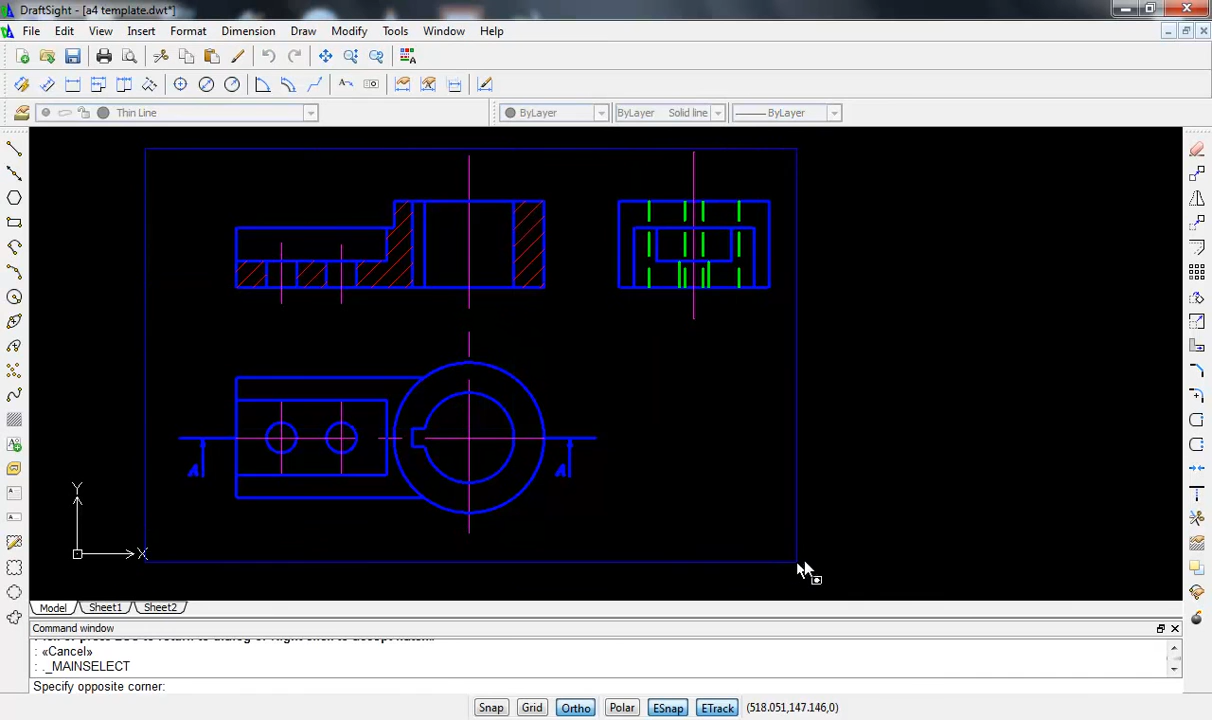 DraftSight - [a4 template.dwt*]
File Edit View Insert Format Dimension Draw Modify Tools Window Help
Thin Line ByLayer ByLayer Solid line ByLayer
A A
Y
X
Model Sheet1 Sheet2
Command window
: «Cancel»
: ._MAINSELECT
Specify opposite corner:
Snap Grid Ortho Polar ESnap ETrack (518.051,147.146,0)